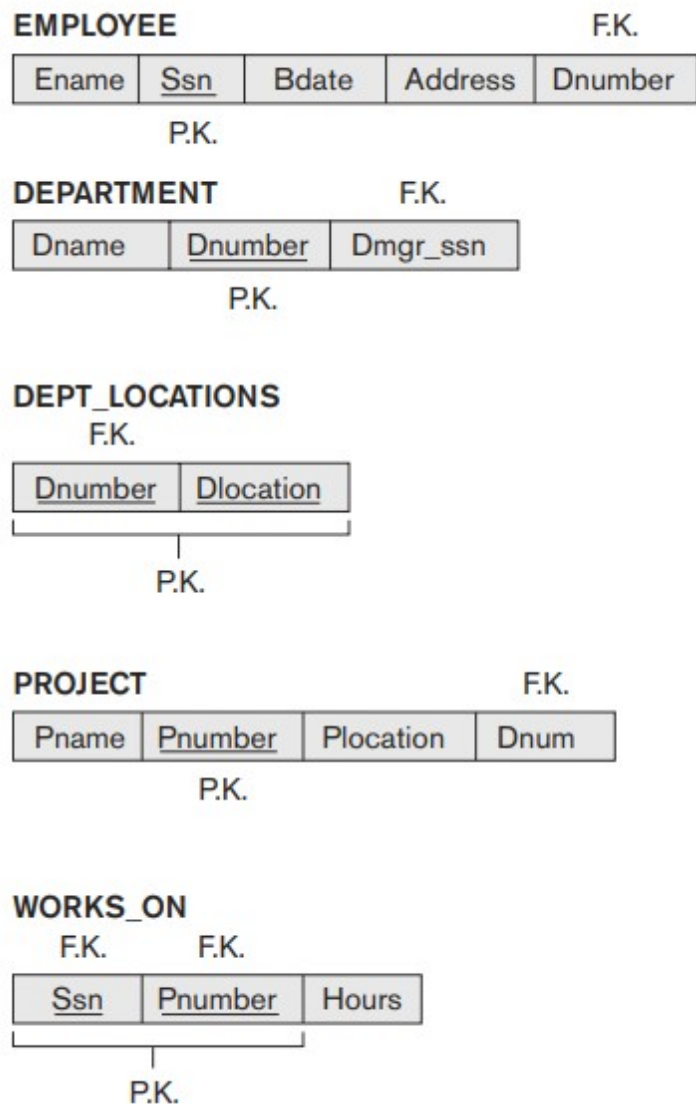 EMPLOYEE F.K.
Ename Ssn Bdate Address Dnumber
P.K.
DEPARTMENT F.K.
Dname Dnumber Dmgr_ssn
P.K.
DEPT_LOCATIONS
F.K.
Dnumber Dlocation
P.K.
PROJECT F.K.
Pname Pnumber Plocation Dnum
P.K.
WORKS_ON
F.K. F.K.
Ssn Pnumber Hours
P.K.